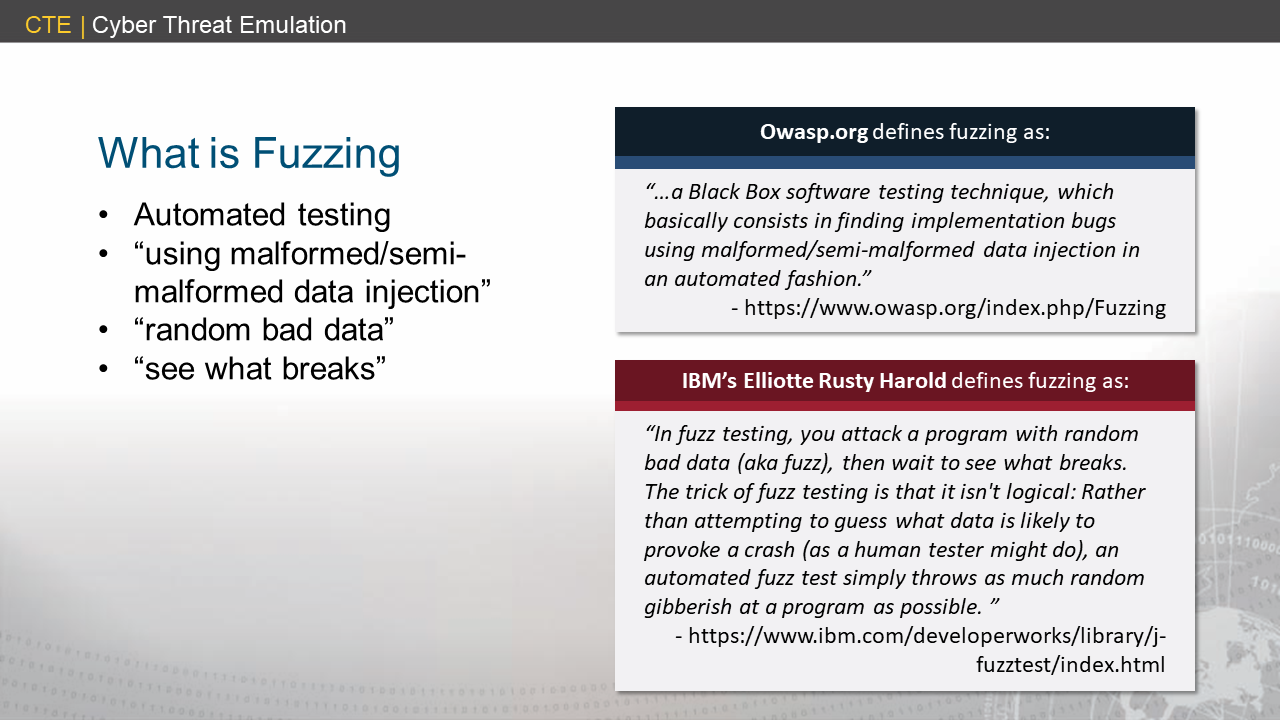 CTE | Cyber Threat Emulation
What is Fuzzing
• Automated testing
• “using malformed/semi-
malformed data injection”
• “random bad data”
• “see what breaks”
Owasp.org defines fuzzing as:
“…a Black Box software testing technique, which
basically consists in finding implementation bugs
using malformed/semi-malformed data injection in
an automated fashion.”
- https://www.owasp.org/index.php/Fuzzing
IBM’s Elliotte Rusty Harold defines fuzzing as:
“In fuzz testing, you attack a program with random
bad data (aka fuzz), then wait to see what breaks.
The trick of fuzz testing is that it isn't logical: Rather
than attempting to guess what data is likely to
provoke a crash (as a human tester might do), an
automated fuzz test simply throws as much random
gibberish at a program as possible. ”
- https://www.ibm.com/developerworks/library/j-
fuzztest/index.html